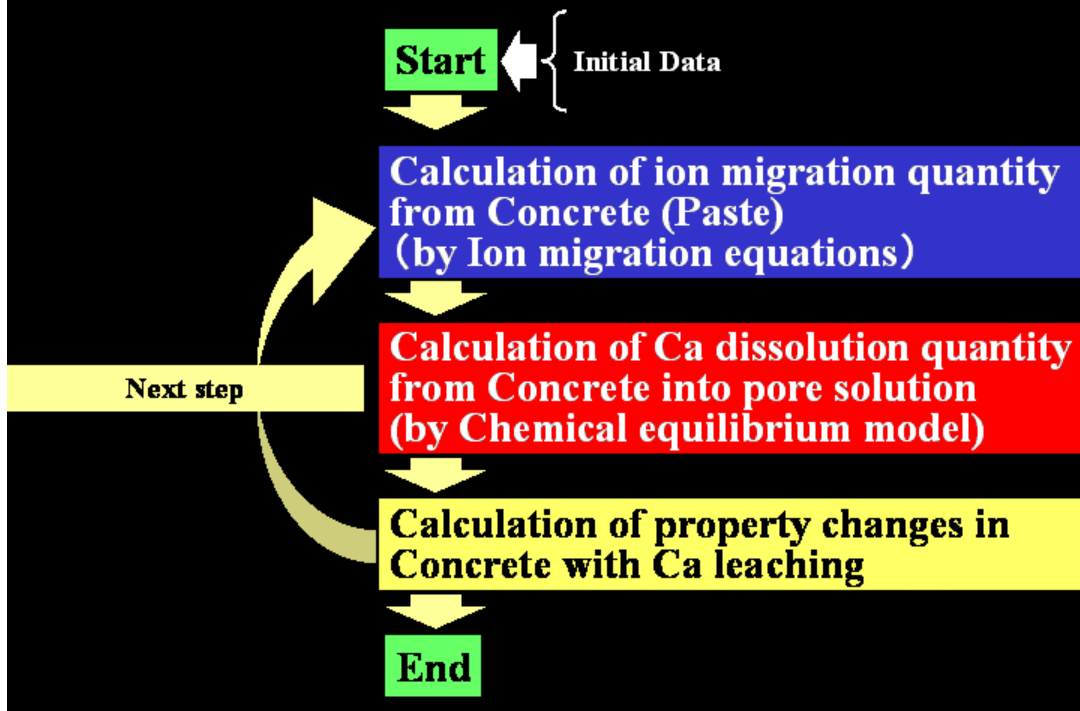 Start
Initial Data
Calculation of ion migration quantity
from Concrete (Paste)
（by Ion migration equations）
Calculation of Ca dissolution quantity
from Concrete into pore solution
(by Chemical equilibrium model)
Next step
Calculation of property changes in
Concrete with Ca leaching
End